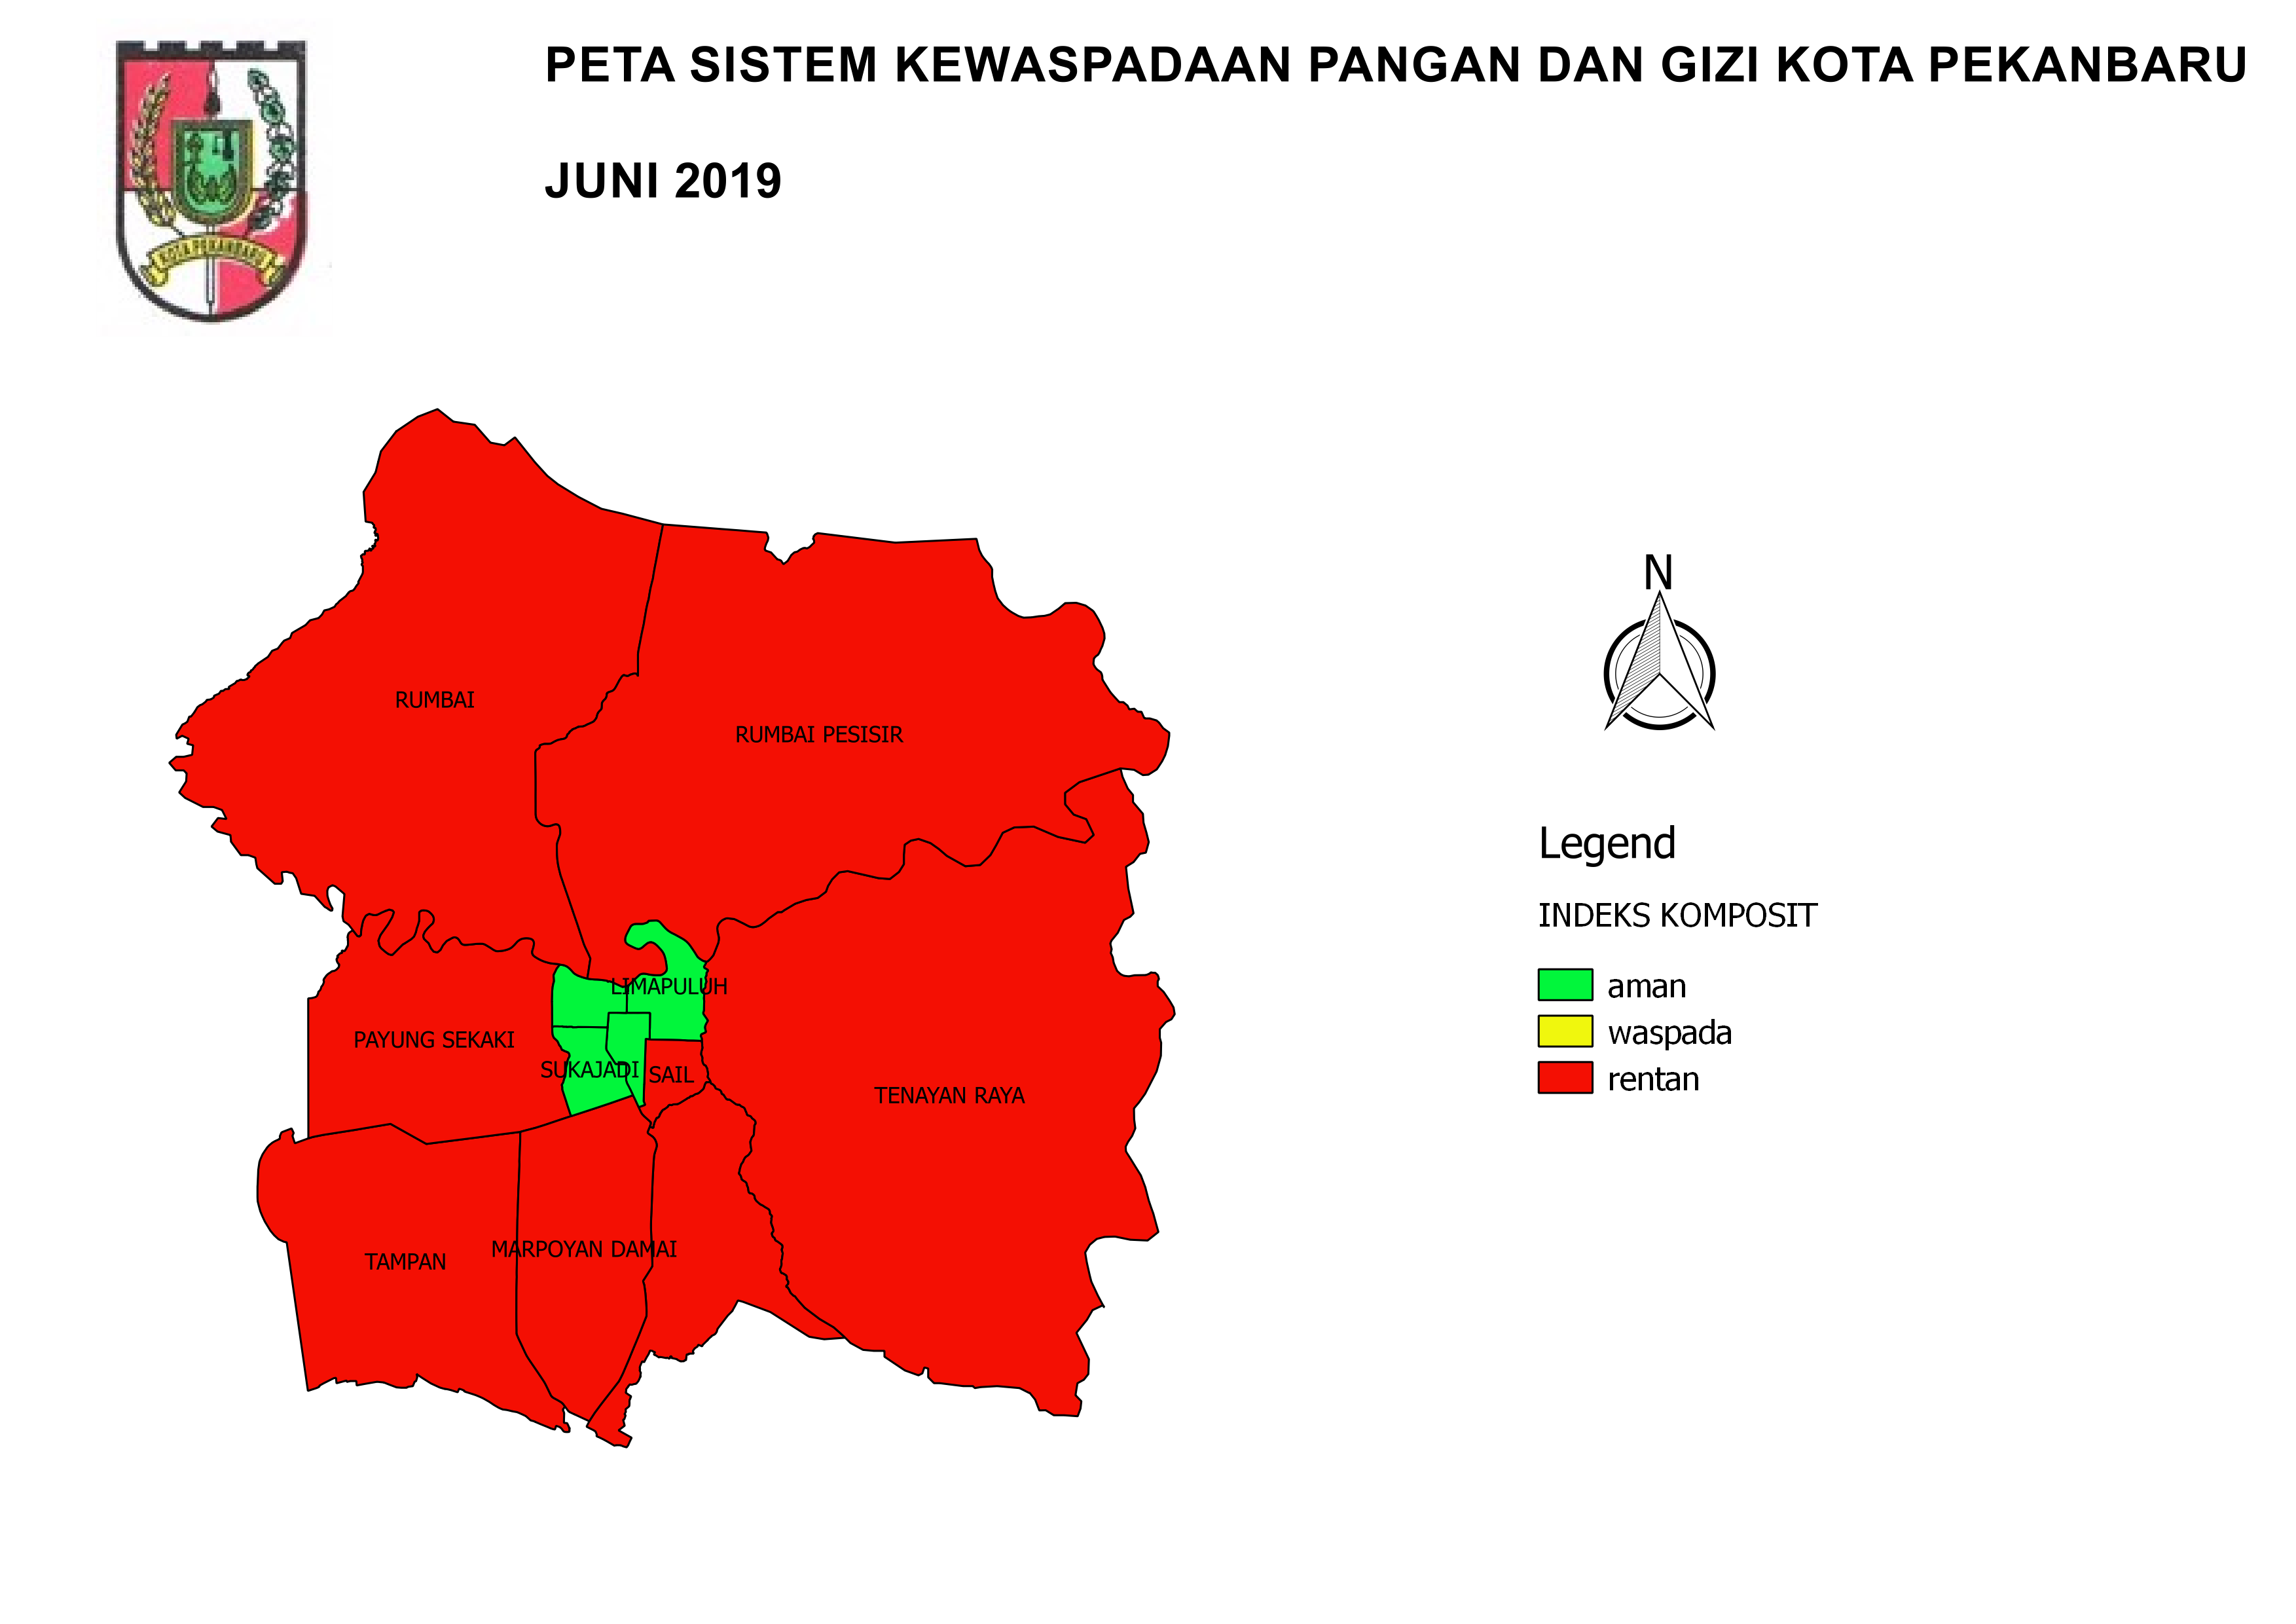 PETA SISTEM KEWASPADAAN PANGAN DAN GIZI KOTA PEKANBARU
JUNI 2019
KOTA PEKANBARU
N
RUMBAI
RUMBAI PESISIR
LIMAPULUH
PAYUNG SEKAKI
SUKAJADI
SAIL
TENAYAN RAYA
MARPOYAN DAMAI
TAMPAN
Legend
INDEKS KOMPOSIT
aman
waspada
rentan